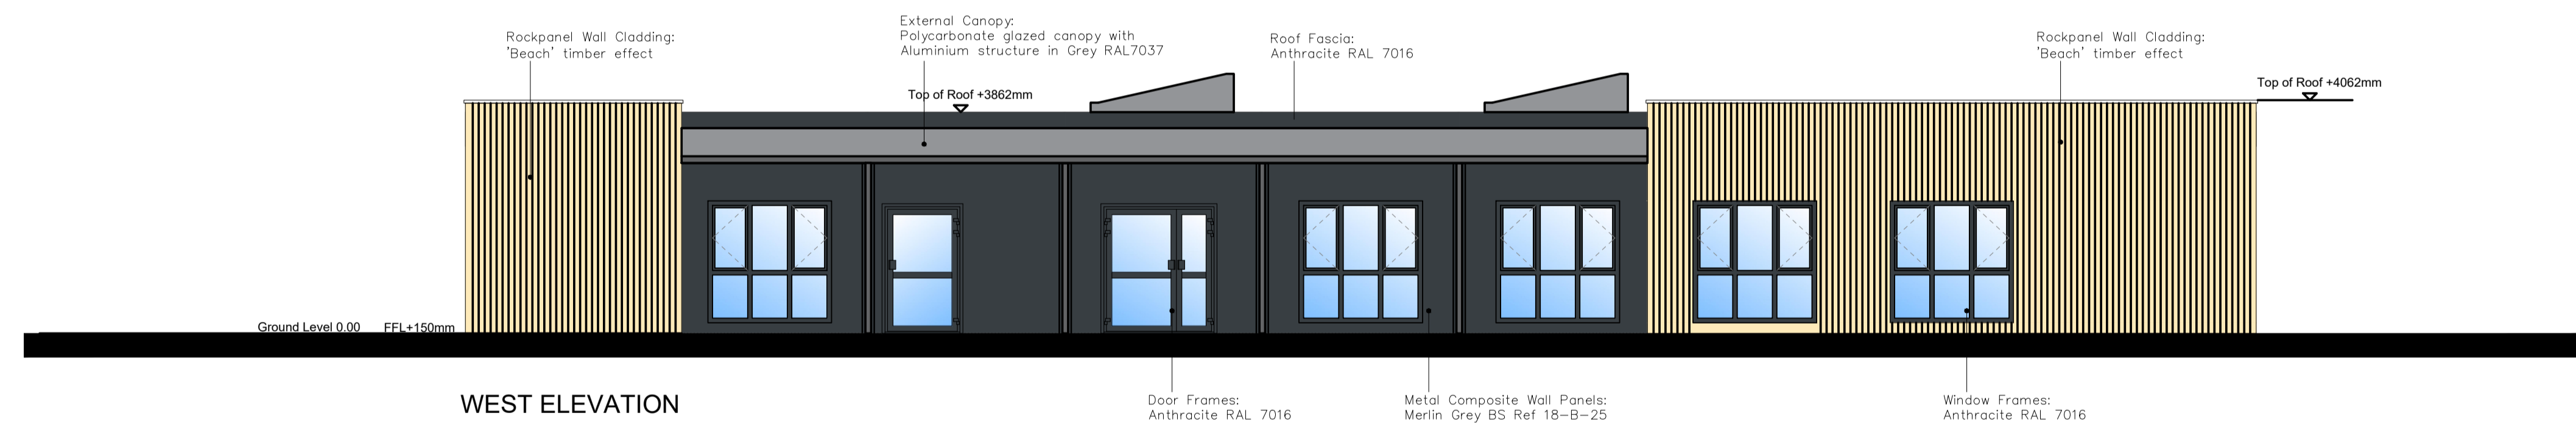 Rockpanel Wall Cladding:
'Beach' timber effect
External Canopy:
Polycarbonate glazed canopy with
Aluminium structure in Grey RAL7037
Roof Fascia:
Anthracite RAL 7016
Rockpanel Wall Cladding:
'Beach' timber effect
Top of Roof +3862mm
Top of Roof +4062mm
Ground Level 0.00
FFL+150mm
WEST ELEVATION
Door Frames:
Anthracite RAL 7016
Metal Composite Wall Panels:
Merlin Grey BS Ref 18-B-25
Window Frames:
Anthracite RAL 7016